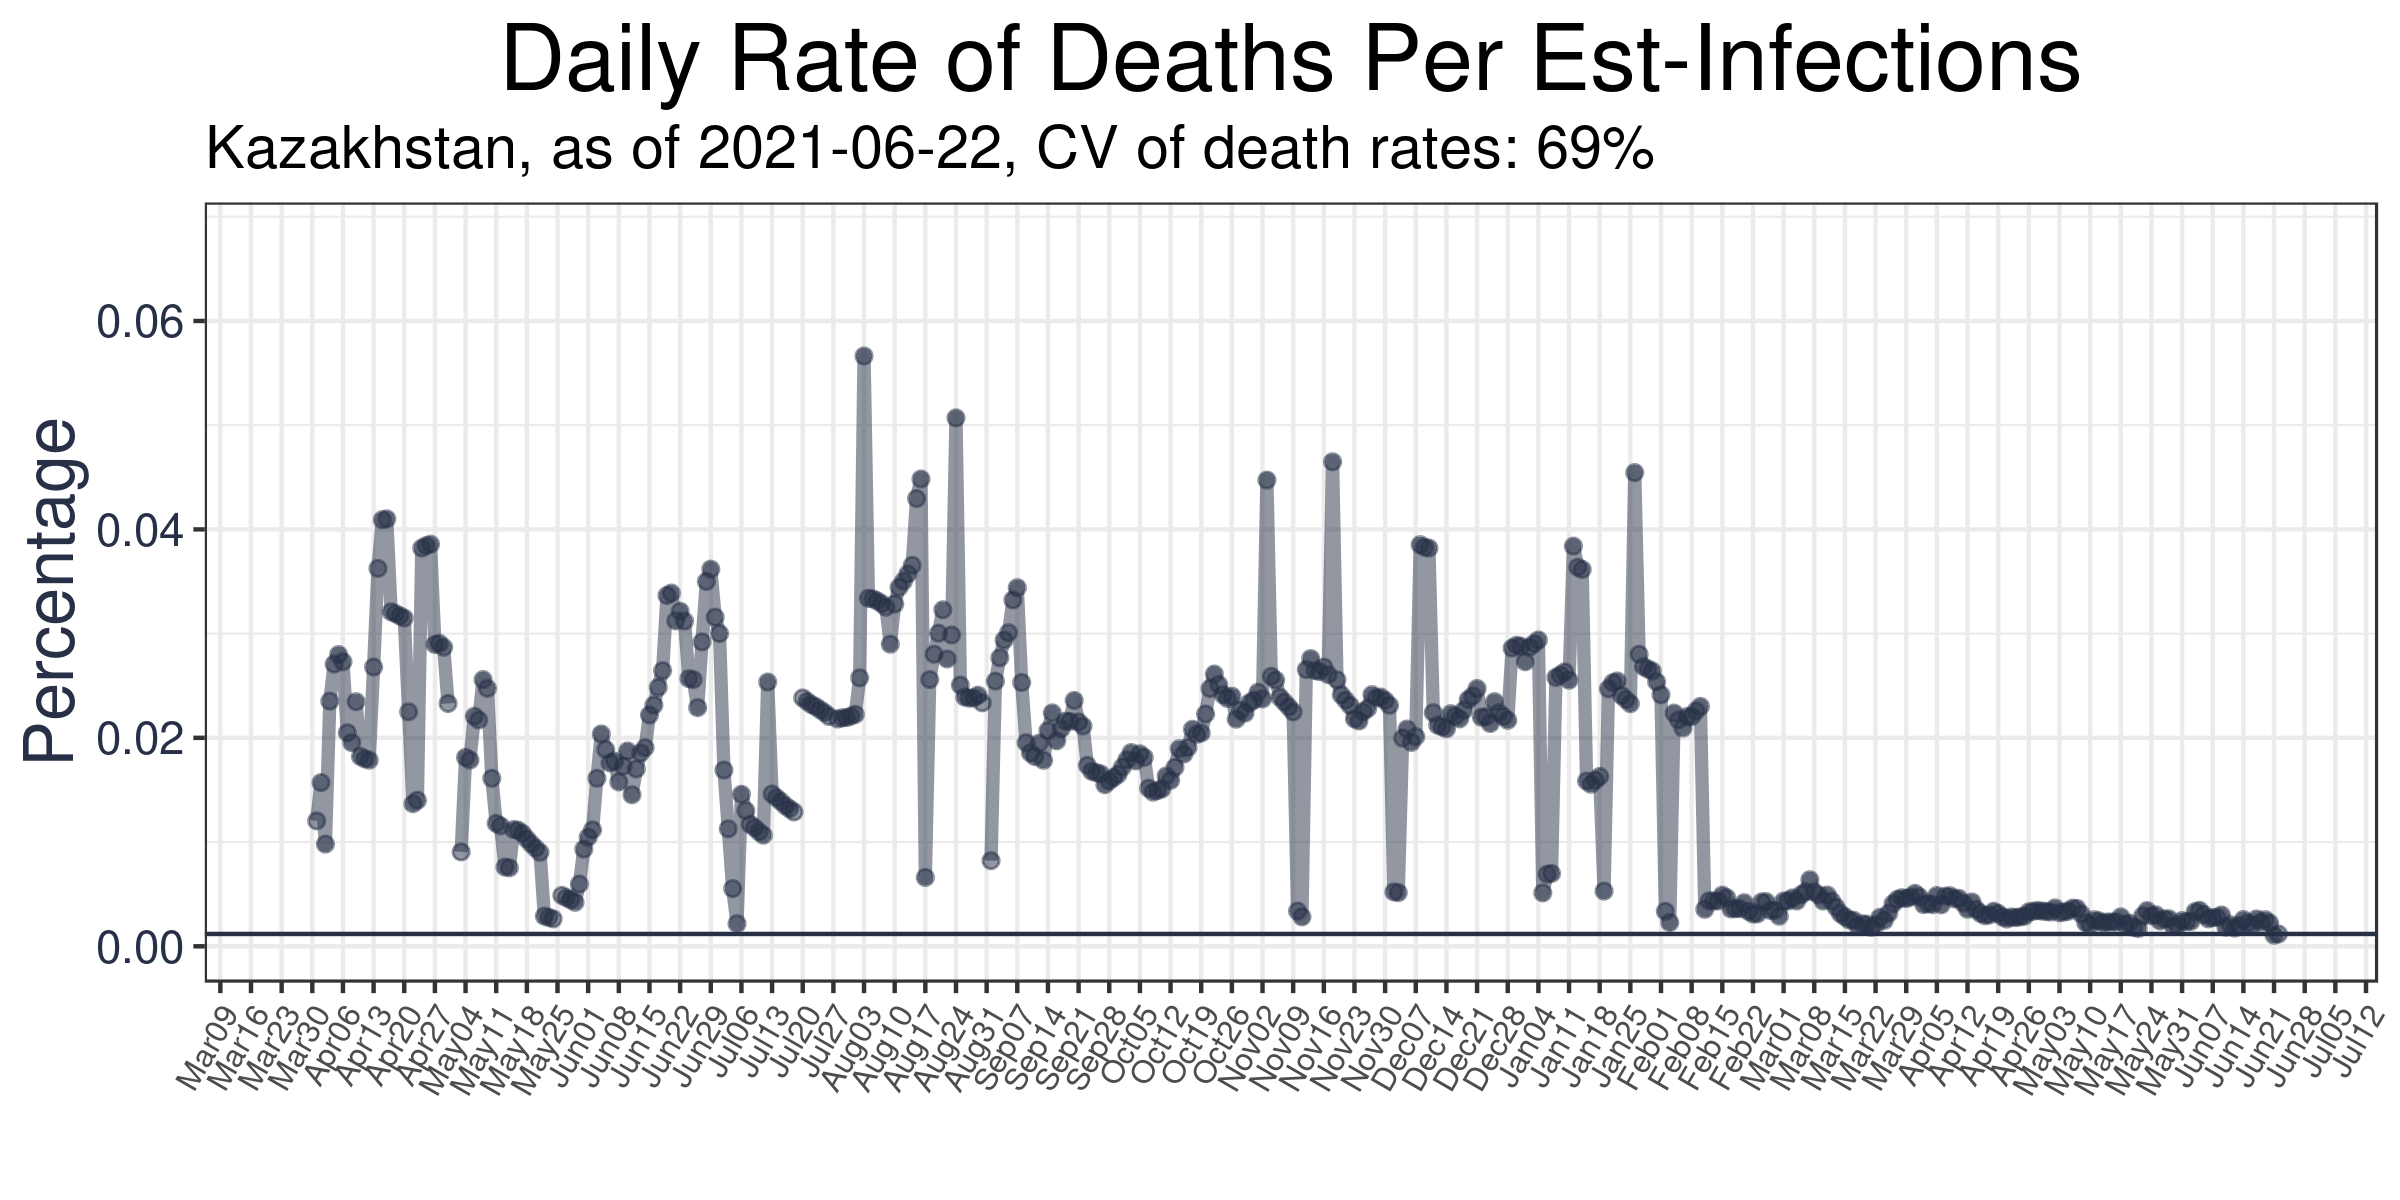 Daily Rate of Deaths Per Est-Infections
Kazakhstan, as of 2021-06-22, CV of death rates: 69%
Percentage
0.06
0.04
0.02
0.00
Mar09
Mar16
Mar23
Mar30
Apr06
Apr13
Apr20
Apr27
May04
May11
May18
May25
Jun01
Jun08
Jun15
Jun22
Jun29
Jul06
Jul13
Jul20
Jul27
Aug03
Aug10
Aug17
Aug24
Aug31
Sep07
Sep14
Sep21
Sep28
Oct05
Oct12
Oct19
Oct26
Nov02
Nov09
Nov16
Nov23
Nov30
Dec07
Dec14
Dec21
Dec28
Jan04
Jan11
Jan18
Jan25
Feb01
Feb08
Feb15
Feb22
Mar01
Mar08
Mar15
Mar22
Mar29
Apr05
Apr12
Apr19
Apr26
May03
May10
May17
May24
May31
Jun07
Jun14
Jun21
Jun28
Jul05
Jul12